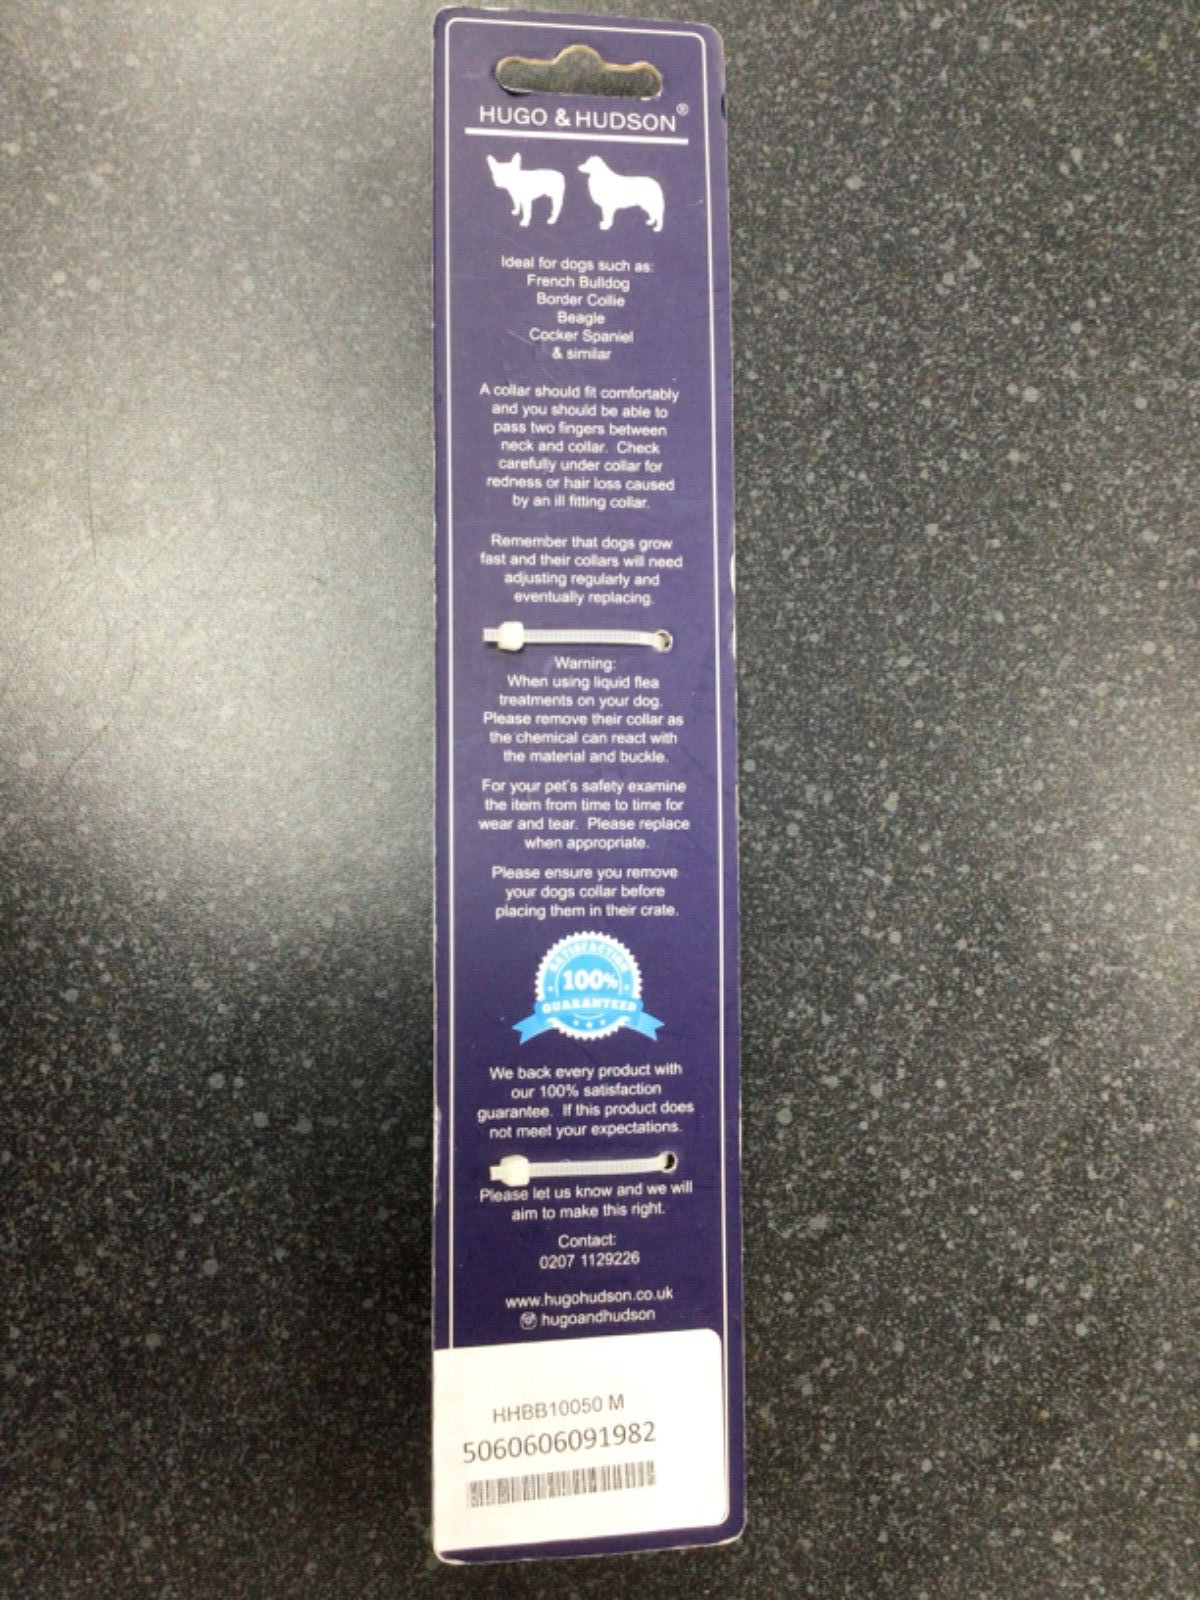 HUGO & HUDSON®
Ideal for dogs such as:
French Bulldog
Border Collie
Beagle
Cocker Spaniel
& similar
A collar should fit comfortably
and you should be able to
pass two fingers between
neck and collar. Check
carefully under collar for
redness or hair loss caused
by an ill fitting collar.
Remember that dogs grow
fast and their collars will need
adjusting regularly and
eventually replacing.
Warning:
When using liquid flea
treatments on your dog.
Please remove their collar as
the chemical can react with
the material and buckle.
For your pet's safety examine
the item from time to time for
wear and tear. Please replace
when appropriate.
Please ensure you remove
your dogs collar before
placing them in their crate.
SATISFACTION
100%
GUARANTEED
We back every product with
our 100% satisfaction
guarantee. If this product does
not meet your expectations.
Please let us know and we will
aim to make this right.
Contact:
0207 1129226
www.hugohudson.co.uk
hugoandhudson
HHBB10050 M
5060606091982